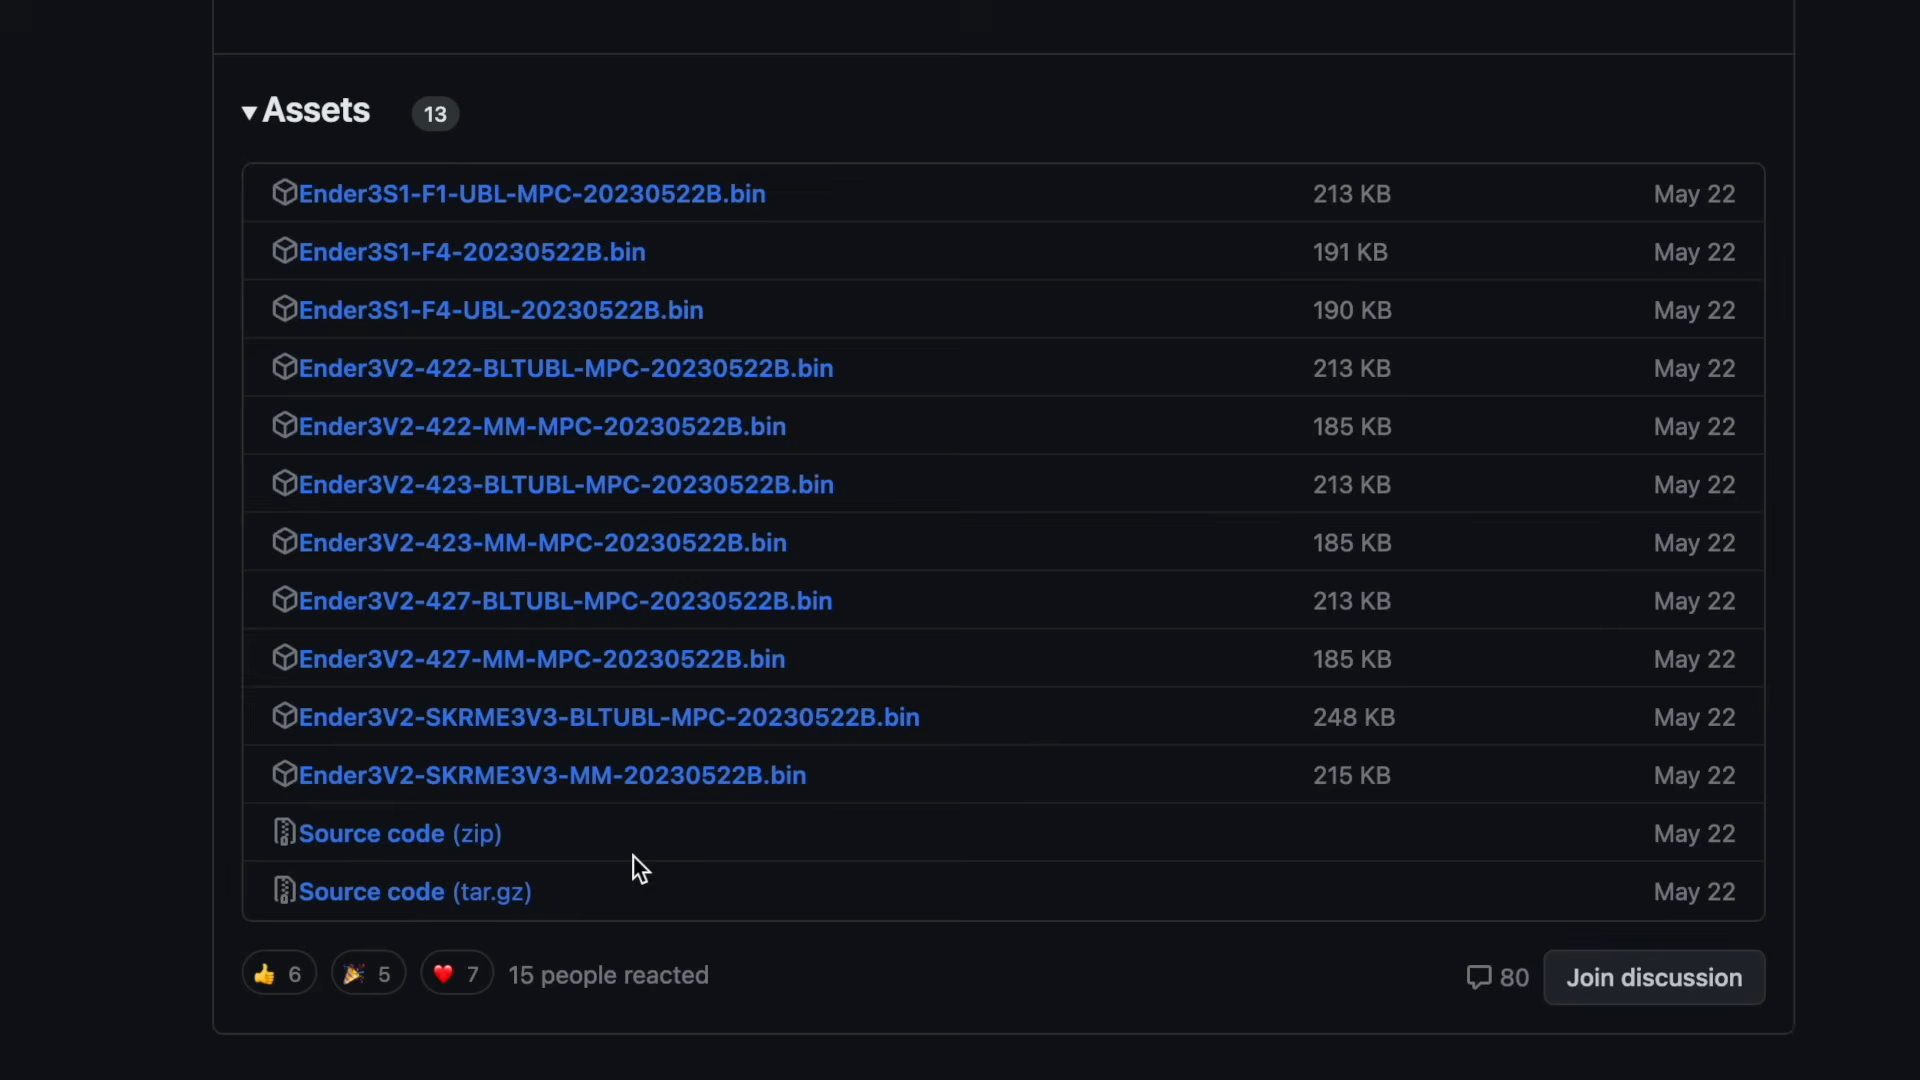 Assets 13
Ender3S1-F1-UBL-MPC-20230522B.bin 213 KB May 22
Ender3S1-F4-20230522B.bin 191 KB May 22
Ender3S1-F4-UBL-20230522B.bin 190 KB May 22
Ender3V2-422-BLTUBL-MPC-20230522B.bin 213 KB May 22
Ender3V2-422-MM-MPC-20230522B.bin 185 KB May 22
Ender3V2-423-BLTUBL-MPC-20230522B.bin 213 KB May 22
Ender3V2-423-MM-MPC-20230522B.bin 185 KB May 22
Ender3V2-427-BLTUBL-MPC-20230522B.bin 213 KB May 22
Ender3V2-427-MM-MPC-20230522B.bin 185 KB May 22
Ender3V2-SKRME3V3-BLTUBL-MPC-20230522B.bin 248 KB May 22
Ender3V2-SKRME3V3-MM-20230522B.bin 215 KB May 22
Source code (zip) May 22
Source code (tar.gz) May 22
👍 6 🎉 5 ❤️ 7 15 people reacted 80 Join discussion